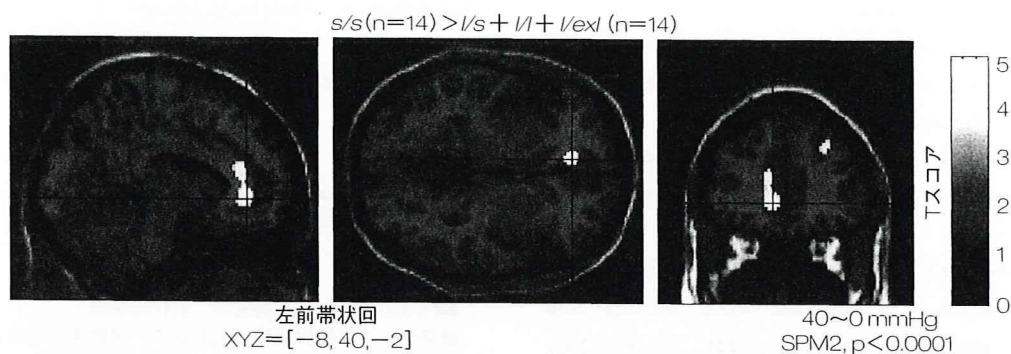 s/s(n=14)>l/s+ l/l+ l/exl (n=14)
5
4
3
2
1
0
Tスコア
左前帯状回
XYZ=[−8, 40, −2]
40〜0 mmHg
SPM2, p<0.0001